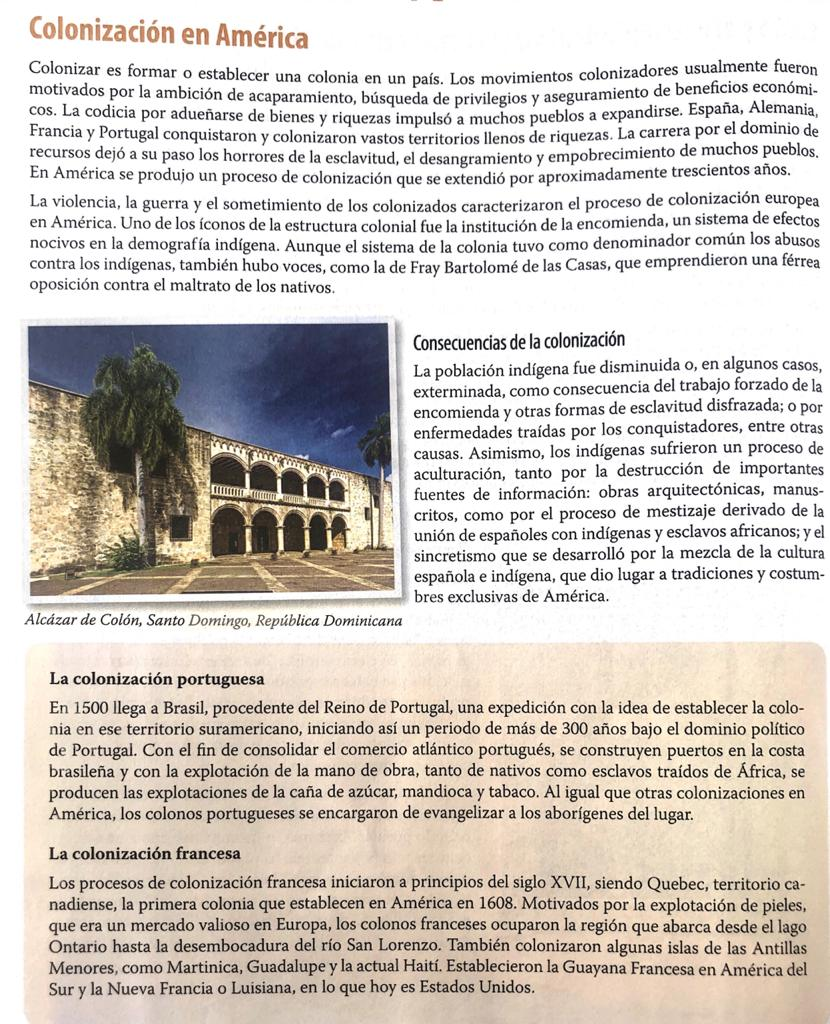 Colonización en América
Colonizar es formar o establecer una colonia en un país. Los movimientos colonizadores usualmente fueron
motivados por la ambición de acaparamiento, búsqueda de privilegios y aseguramiento de beneficios económi-
cos. La codicia por adueñarse de bienes y riquezas impulsó a muchos pueblos a expandirse. España, Alemania,
Francia y Portugal conquistaron y colonizaron vastos territorios llenos de riquezas. La carrera por el dominio de
recursos dejó a su paso los horrores de la esclavitud, el desangramiento y empobrecimiento de muchos pueblos.
En América se produjo un proceso de colonización que se extendió por aproximadamente trescientos años.
La violencia, la guerra y el sometimiento de los colonizados caracterizaron el proceso de colonización europea
en América. Uno de los íconos de la estructura colonial fue la institución de la encomienda, un sistema de efectos
nocivos en la demografía indígena. Aunque el sistema de la colonia tuvo como denominador común los abusos
contra los indígenas, también hubo voces, como la de Fray Bartolomé de las Casas, que emprendieron una férrea
oposición contra el maltrato de los nativos.
Consecuencias de la colonización
La población indígena fue disminuida o, en algunos casos,
exterminada, como consecuencia del trabajo forzado de la
encomienda y otras formas de esclavitud disfrazada; o por
enfermedades traídas por los conquistadores, entre otras
causas. Asimismo, los indígenas sufrieron un proceso de
aculturación, tanto por la destrucción de importantes
fuentes de información: obras arquitectónicas, manus-
critos, como por el proceso de mestizaje derivado de la
unión de españoles con indígenas y esclavos africanos; y el
sincretismo que se desarrolló por la mezcla de la cultura
española e indígena, que dio lugar a tradiciones y costum-
bres exclusivas de América.
Alcázar de Colón, Santo Domingo, República Dominicana
La colonización portuguesa
En 1500 llega a Brasil, procedente del Reino de Portugal, una expedición con la idea de establecer la colo-
nia en ese territorio suramericano, iniciando así un periodo de más de 300 años bajo el dominio político
de Portugal. Con el fin de consolidar el comercio atlántico portugués, se construyen puertos en la costa
brasileña y con la explotación de la mano de obra, tanto de nativos como esclavos traídos de África, se
producen las explotaciones de la caña de azúcar, mandioca y tabaco. Al igual que otras colonizaciones en
América, los colonos portugueses se encargaron de evangelizar a los aborígenes del lugar.
La colonización francesa
Los procesos de colonización francesa iniciaron a principios del siglo XVII, siendo Quebec, territorio ca-
nadiense, la primera colonia que establecen en América en 1608. Motivados por la explotación de pieles,
que era un mercado valioso en Europa, los colonos franceses ocuparon la región que abarca desde el lago
Ontario hasta la desembocadura del río San Lorenzo. También colonizaron algunas islas de las Antillas
Menores, como Martinica, Guadalupe y la actual Haití. Establecieron la Guayana Francesa en América del
Sur y la Nueva Francia o Luisiana, en lo que hoy es Estados Unidos.